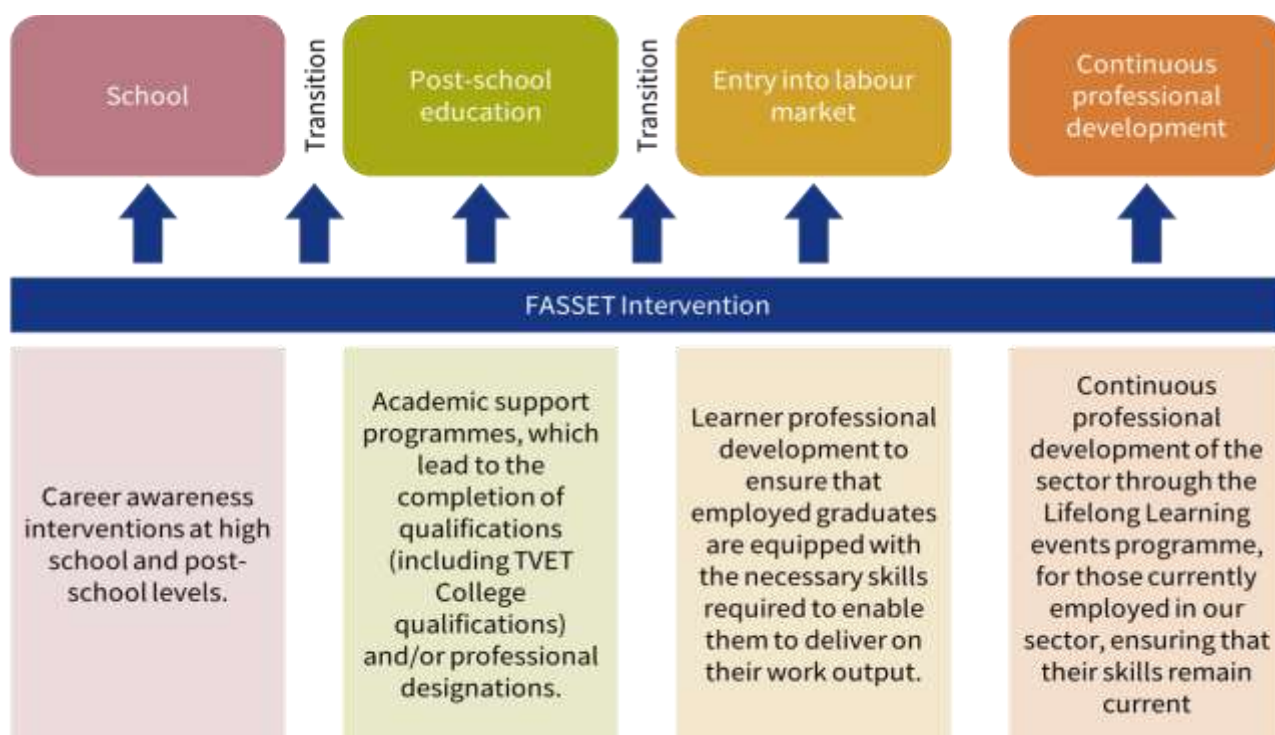 School
Transition
Post-school
education
Transition
Entry into labour
market
Continuous
professional
development
FASSET Intervention
Career awareness
interventions at high
school and post-
school levels.
Academic support
programmes, which
lead to the
completion of
qualifications
(including TVET
College
qualifications)
and/or professional
designations.
Learner professional
development to
ensure that
employed graduates
are equipped with
the necessary skills
required to enable
them to deliver on
their work output.
Continuous
professional
development of the
sector through the
Lifelong Learning
events programme,
for those currently
employed in our
sector, ensuring that
their skills remain
current